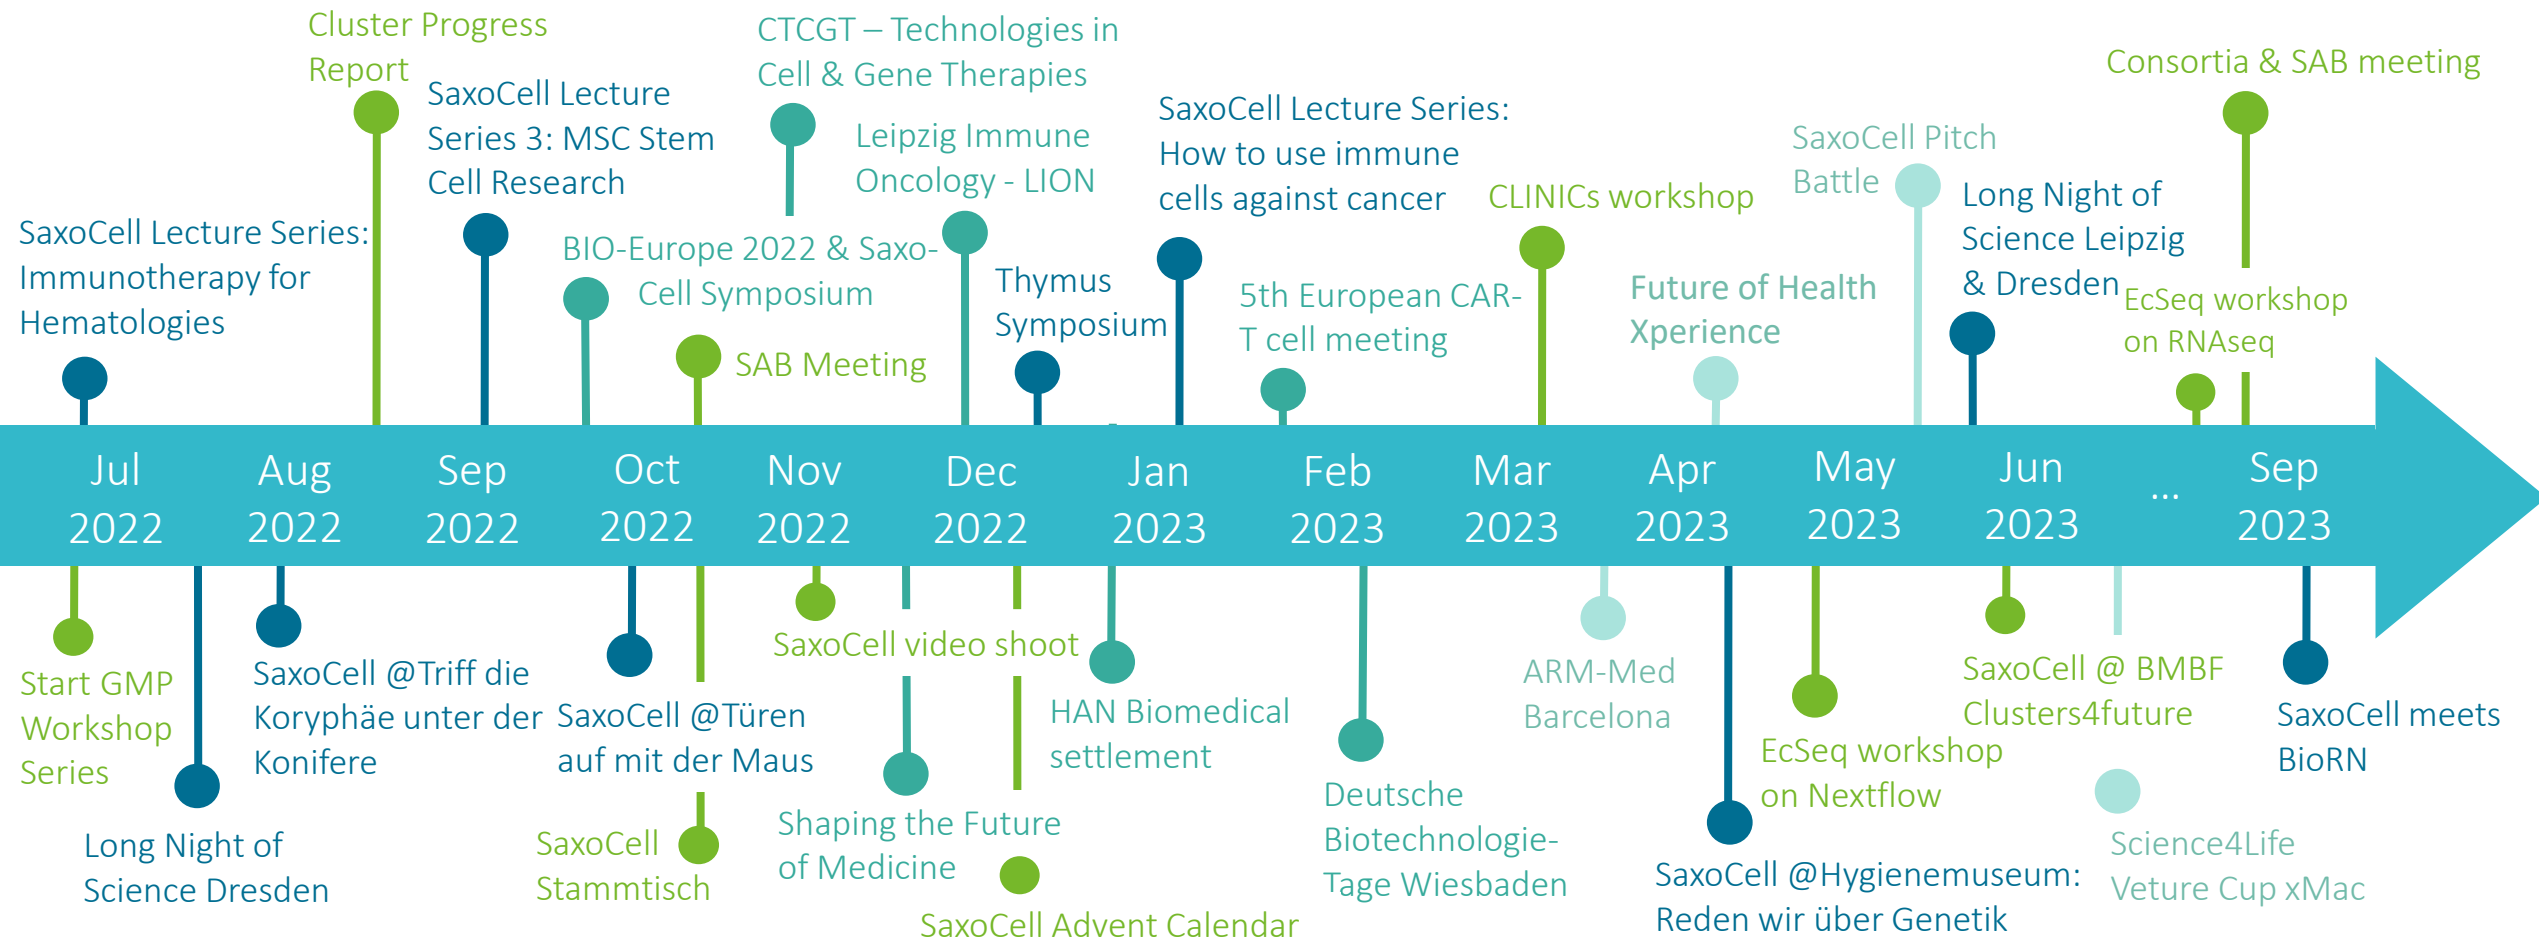 Cluster Progress
Report
SaxoCell Lecture
Series 3: MSC Stem
Cell Research
CTCGT – Technologies in
Cell & Gene Therapies
Leipzig Immune
Oncology - LION
SaxoCell Lecture Series:
How to use immune
cells against cancer
CLINICs workshop
SaxoCell Pitch
Battle
Long Night of
Science Leipzig
& Dresden
Consortia & SAB meeting
SaxoCell Lecture Series:
Immunotherapy for
Hematologies
BIO-Europe 2022 & Saxo-
Cell Symposium
SAB Meeting
Thymus
Symposium
5th European CAR-
T cell meeting
Future of Health
Xperience
EcSeq workshop
on RNAseq
Jul
2022
Aug
2022
Sep
2022
Oct
2022
Nov
2022
Dec
2022
Jan
2023
Feb
2023
Mar
2023
Apr
2023
May
2023
Jun
2023
...
Sep
2023
Start GMP
Workshop
Series
Long Night of
Science Dresden
SaxoCell @Triff die
Koryphäe unter der
Konifere
SaxoCell @Türen
auf mit der Maus
SaxoCell
Stammtisch
SaxoCell video shoot
Shaping the Future
of Medicine
SaxoCell Advent Calendar
HAN Biomedical
settlement
Deutsche
Biotechnologie-
Tage Wiesbaden
ARM-Med
Barcelona
SaxoCell @Hygienemuseum:
Reden wir über Genetik
EcSeq workshop
on Nextflow
SaxoCell @ BMBF
Clusters4future
Science4Life
Veture Cup xMac
SaxoCell meets
BioRN